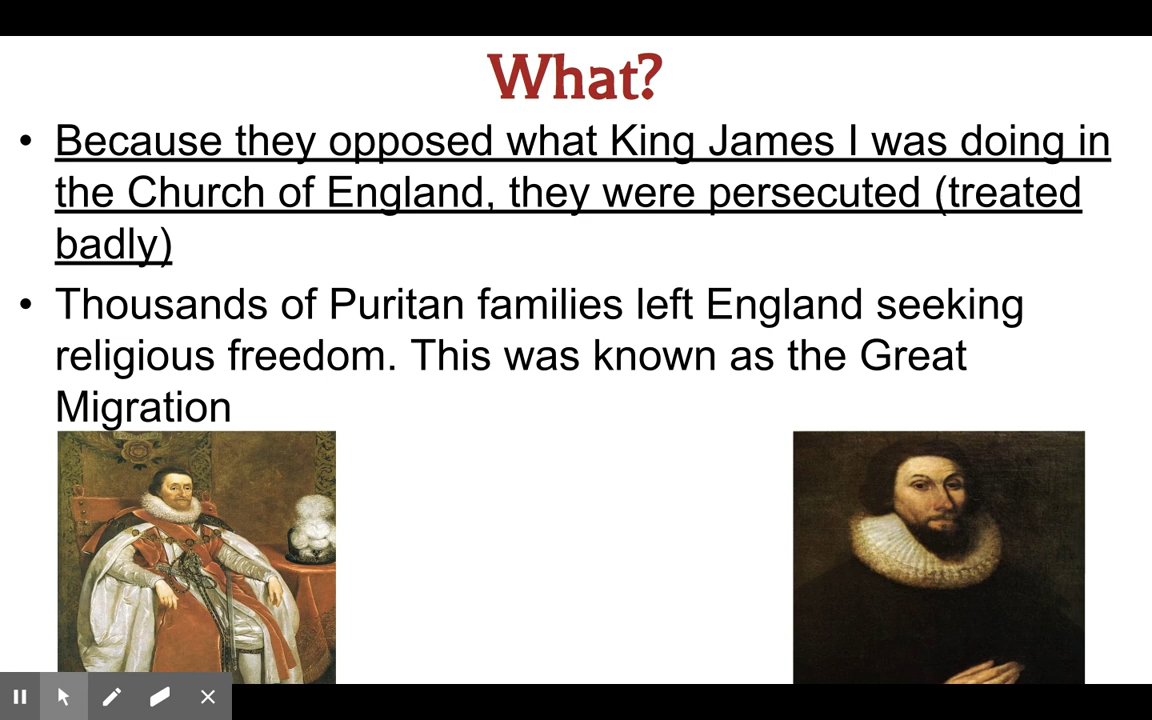 What?
• Because they opposed what King James I was doing in
the Church of England, they were persecuted (treated
badly)
• Thousands of Puritan families left England seeking
religious freedom. This was known as the Great
Migration